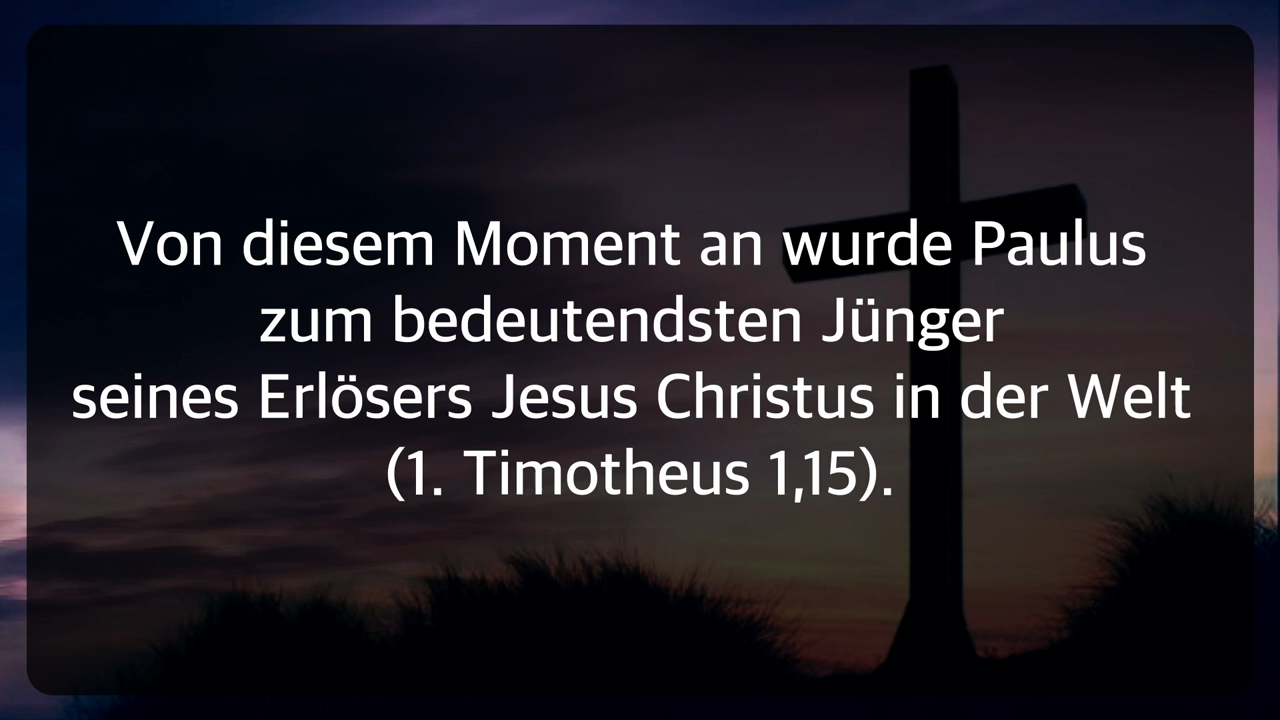 Von diesem Moment an wurde Paulus
zum bedeutendsten Jünger
seines Erlösers Jesus Christus in der Welt
(1. Timotheus 1,15).